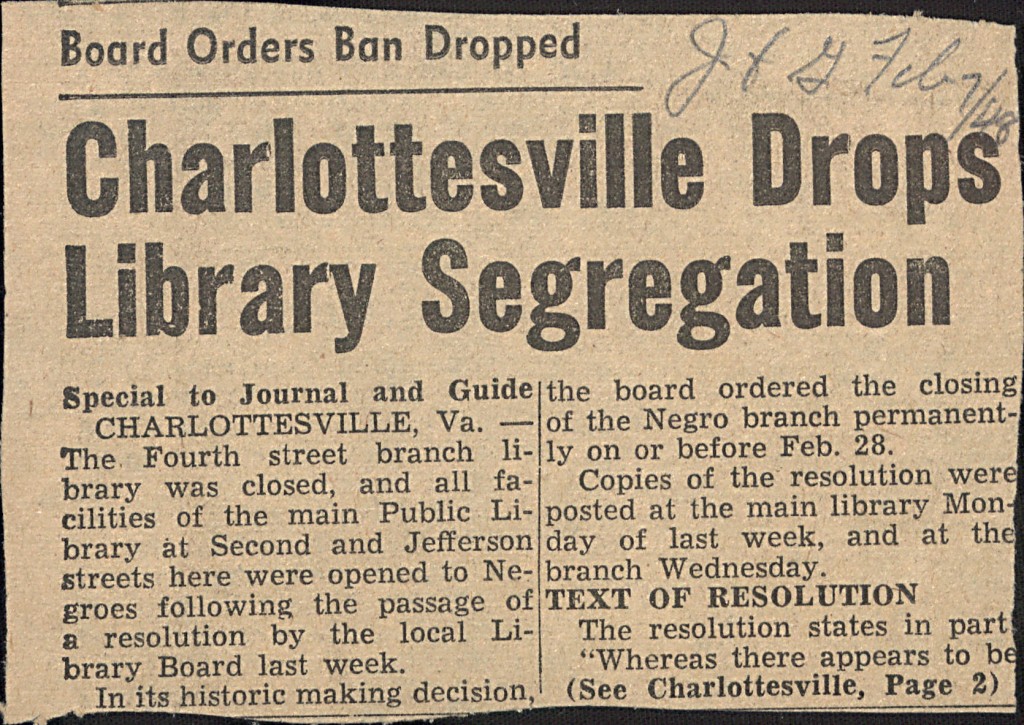 Board Orders Ban Dropped
J & G Feb 7/48
Charlottesville Drops
Library Segregation
Special to Journal and Guide
CHARLOTTESVILLE, Va. —
The Fourth street branch li-
brary was closed, and all fa-
cilities of the main Public Li-
brary at Second and Jefferson
streets here were opened to Ne-
groes following the passage of
a resolution by the local Li-
brary Board last week.
In its historic making decision,
the board ordered the closing
of the Negro branch permanent-
ly on or before Feb. 28.
Copies of the resolution were
posted at the main library Mon-
day of last week, and at the
branch Wednesday.
TEXT OF RESOLUTION
The resolution states in part
"Whereas there appears to be
(See Charlottesville, Page 2)